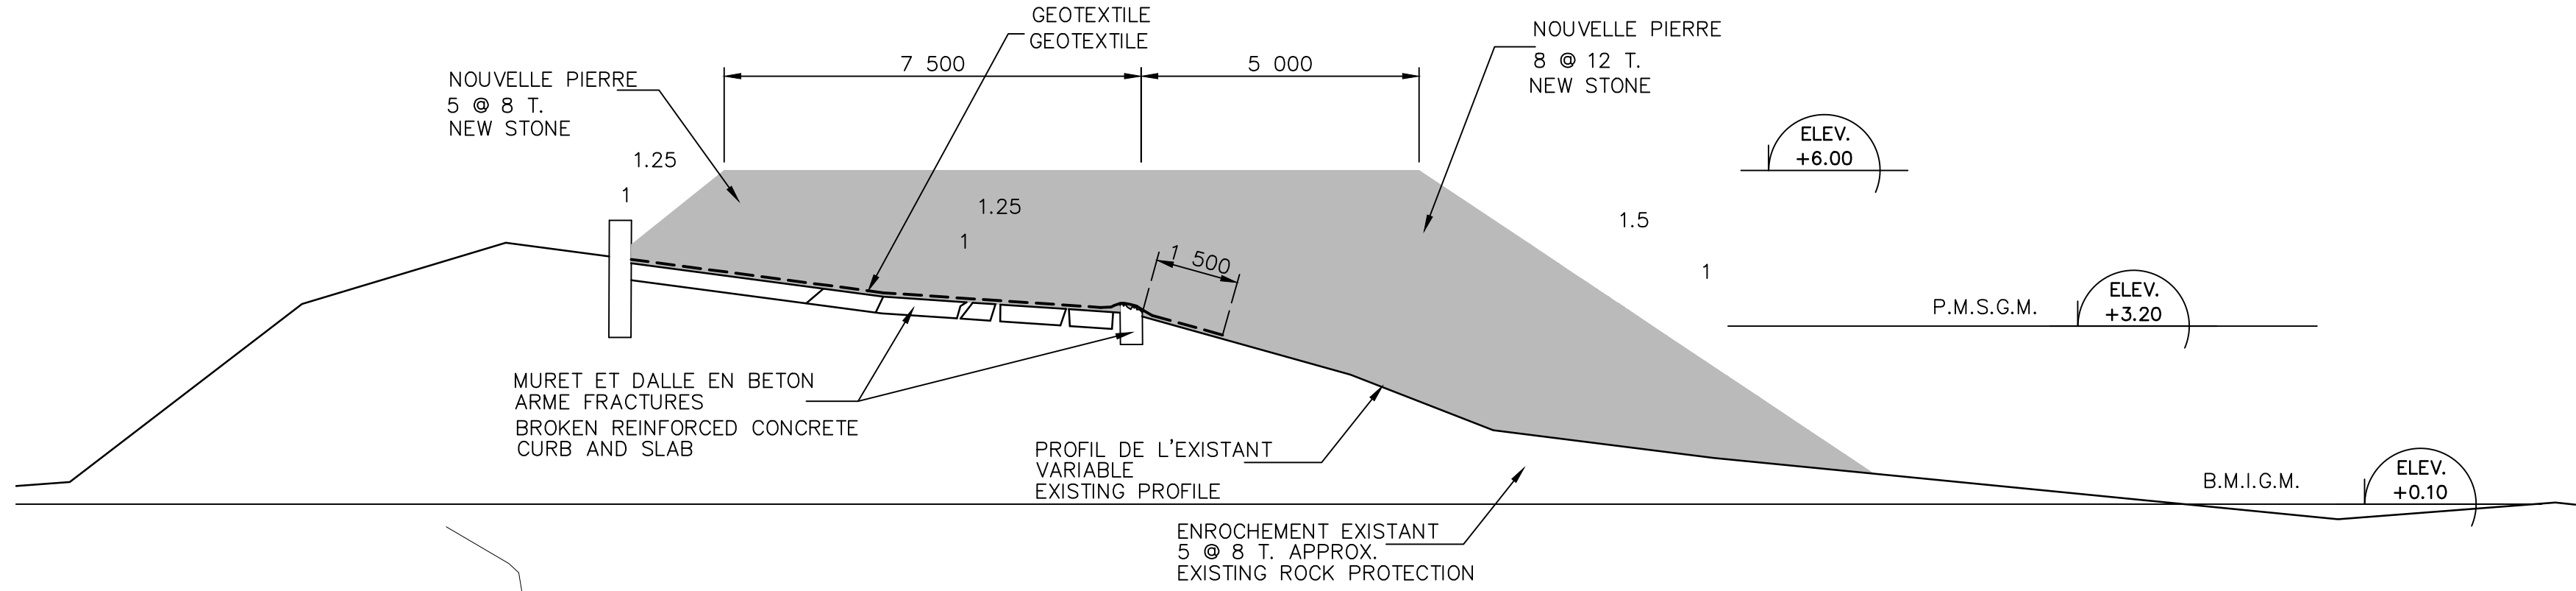 GEOTEXTILE
GEOTEXTILE
NOUVELLE PIERRE
8 @ 12 T.
NEW STONE
7 500
5 000
NOUVELLE PIERRE
5 @ 8 T.
NEW STONE
1.25
1
1.25
1
1 500
1.5
1
ELEV.
+6.00
P.M.S.G.M.
ELEV.
+3.20
MURET ET DALLE EN BETON
ARME FRACTURES
BROKEN REINFORCED CONCRETE
CURB AND SLAB
PROFIL DE L'EXISTANT
VARIABLE
EXISTING PROFILE
B.M.I.G.M.
ELEV.
+0.10
ENROCHEMENT EXISTANT
5 @ 8 T. APPROX.
EXISTING ROCK PROTECTION